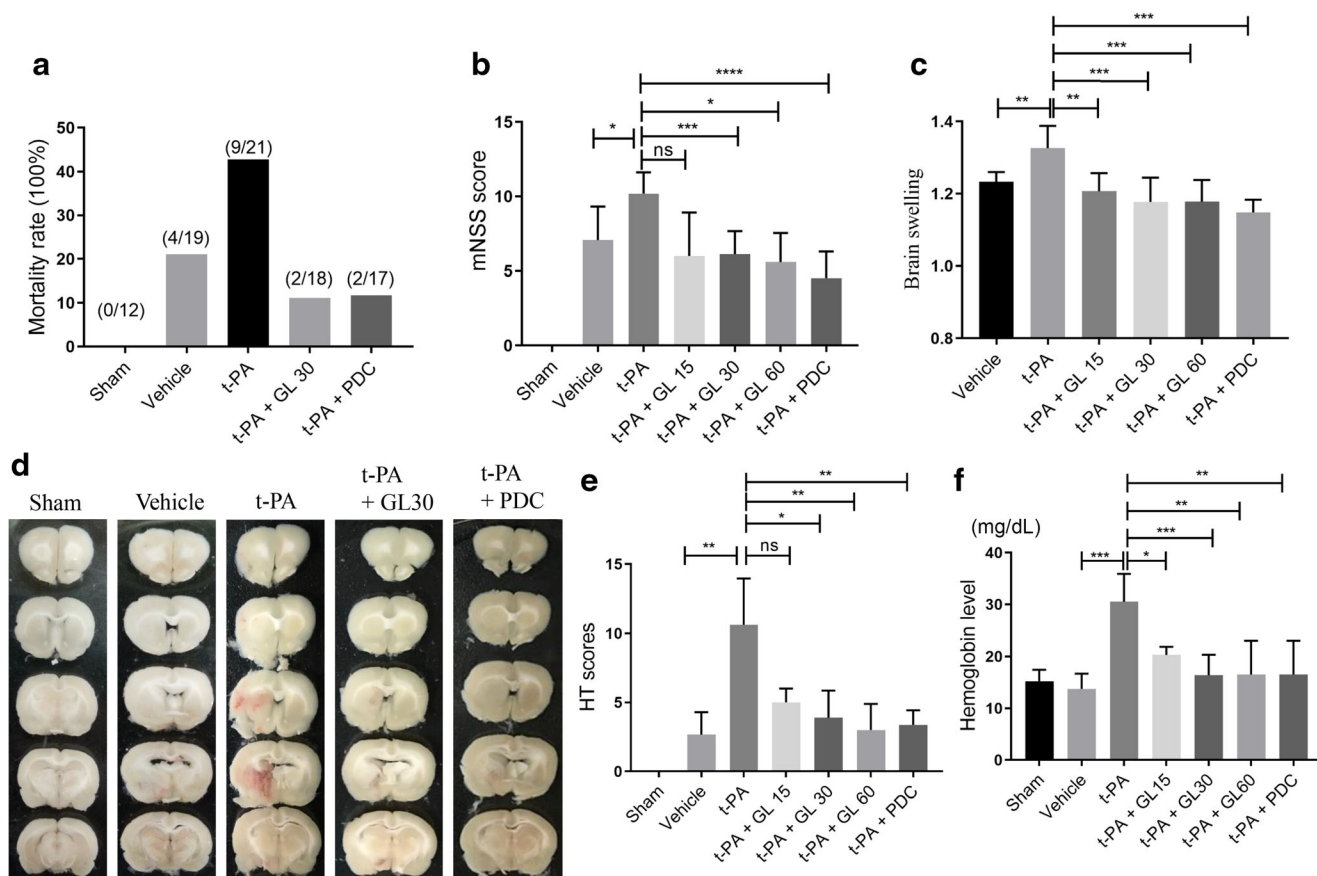 a
Mortality rate (100%)
50
40
30
20
10
0
(0/12)
(4/19)
(9/21)
(2/18)
(2/17)
Sham
Vehicle
t-PA
t-PA + GL 30
t-PA + PDC
b
****
*
***
ns
*
mNSS score
15
10
5
0
Sham
Vehicle
t-PA
t-PA + GL 15
t-PA + GL 30
t-PA + GL 60
t-PA + PDC
c
***
***
***
** **
Brain swelling
1.4
1.2
1.0
0.8
Vehicle
t-PA
t-PA + GL 15
t-PA + GL 30
t-PA + GL 60
t-PA + PDC
d
Sham
Vehicle
t-PA
t-PA
+ GL30
t-PA
+ PDC
e
**
**
*
** ns
HT scores
15
10
5
0
Sham
Vehicle
t-PA
t-PA + GL 15
t-PA + GL 30
t-PA + GL 60
t-PA + PDC
f
(mg/dL)
**
**
***
*** *
Hemoglobin level
40
30
20
10
0
Sham
Vehicle
t-PA
t-PA + GL15
t-PA + GL30
t-PA + GL60
t-PA + PDC